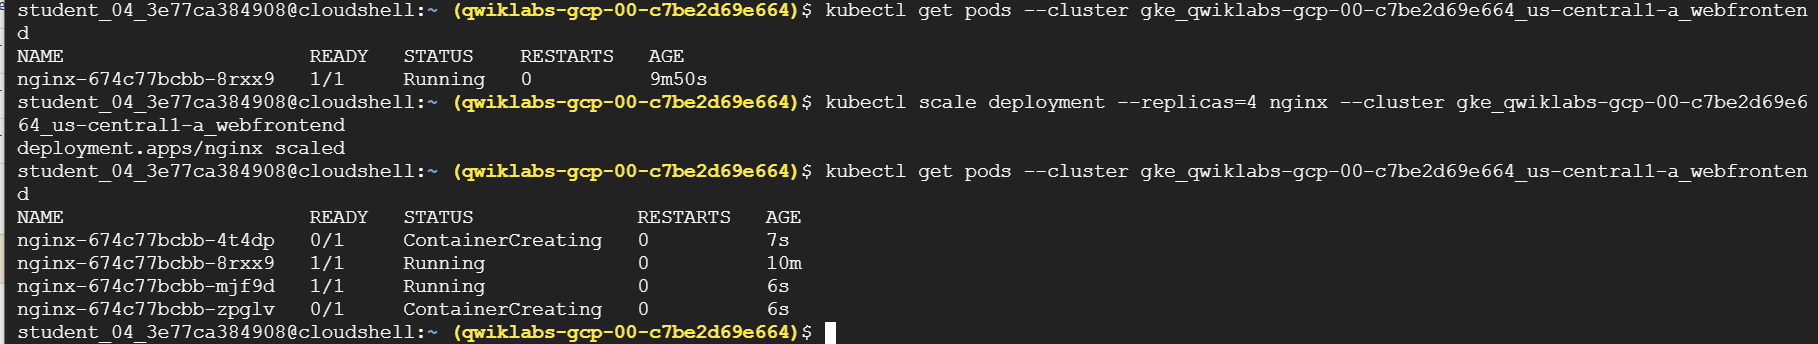 student_04_3e77ca384908@cloudshell:~ (qwiklabs-gcp-00-c7be2d69e664)$ kubectl get pods --cluster gke_qwiklabs-gcp-00-c7be2d69e664_us-central1-a_webfronten
d
NAME                     READY   STATUS    RESTARTS   AGE
nginx-674c77bcbb-8rxx9   1/1     Running   0          9m50s
student_04_3e77ca384908@cloudshell:~ (qwiklabs-gcp-00-c7be2d69e664)$ kubectl scale deployment --replicas=4 nginx --cluster gke_qwiklabs-gcp-00-c7be2d69e6
64_us-central1-a_webfrontend
deployment.apps/nginx scaled
student_04_3e77ca384908@cloudshell:~ (qwiklabs-gcp-00-c7be2d69e664)$ kubectl get pods --cluster gke_qwiklabs-gcp-00-c7be2d69e664_us-central1-a_webfronten
d
NAME                     READY   STATUS              RESTARTS   AGE
nginx-674c77bcbb-4t4dp   0/1     ContainerCreating   0          7s
nginx-674c77bcbb-8rxx9   1/1     Running             0          10m
nginx-674c77bcbb-mjf9d   1/1     Running             0          6s
nginx-674c77bcbb-zpglv   0/1     ContainerCreating   0          6s
student_04_3e77ca384908@cloudshell:~ (qwiklabs-gcp-00-c7be2d69e664)$